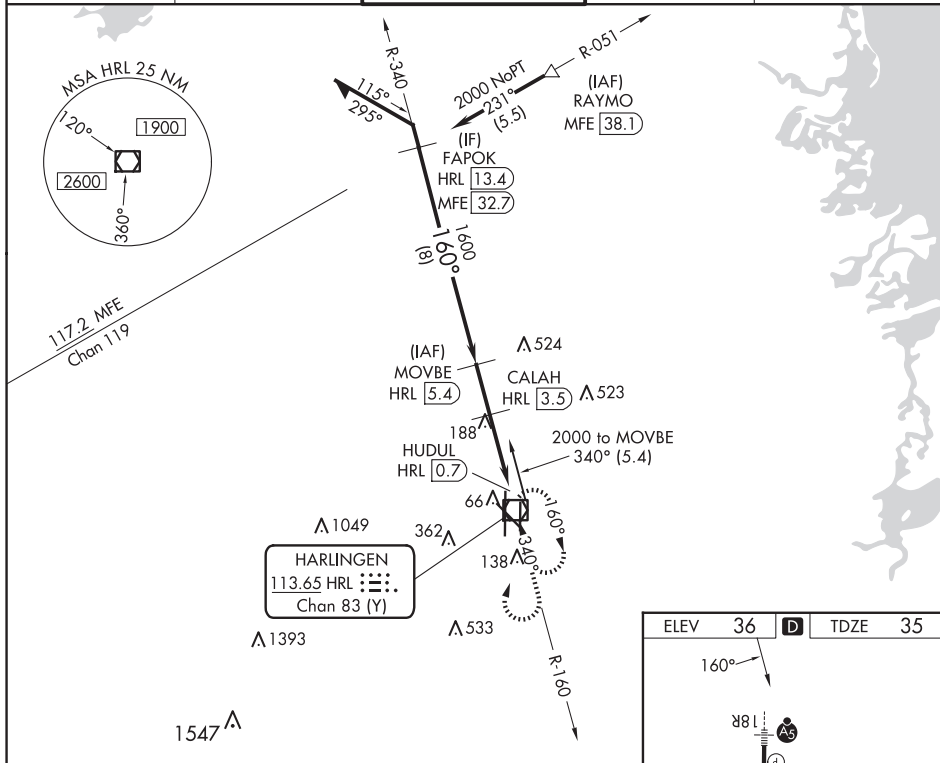 MSA HRL 25 NM
120°
1900
2600
360°
R-340
115°
295°
R-051
2000 NoPT
231°
(5.5)
(IAF)
RAYMO
MFE 38.1
(IF)
FAPOK
HRL 13.4
MFE 32.7
1600
160°
(8)
117.2 MFE
Chan 119
(IAF)
MOVBE
HRL 5.4
524
CALAH
HRL 3.5
523
188
2000 to MOVBE
340° (5.4)
HUDUL
HRL 0.7
66
160°
1049
362
340°
138
HARLINGEN
113.65 HRL
Chan 83 (Y)
1393
533
R-160
1547
ELEV 36 D TDZE 35
160°
18R
A5
d